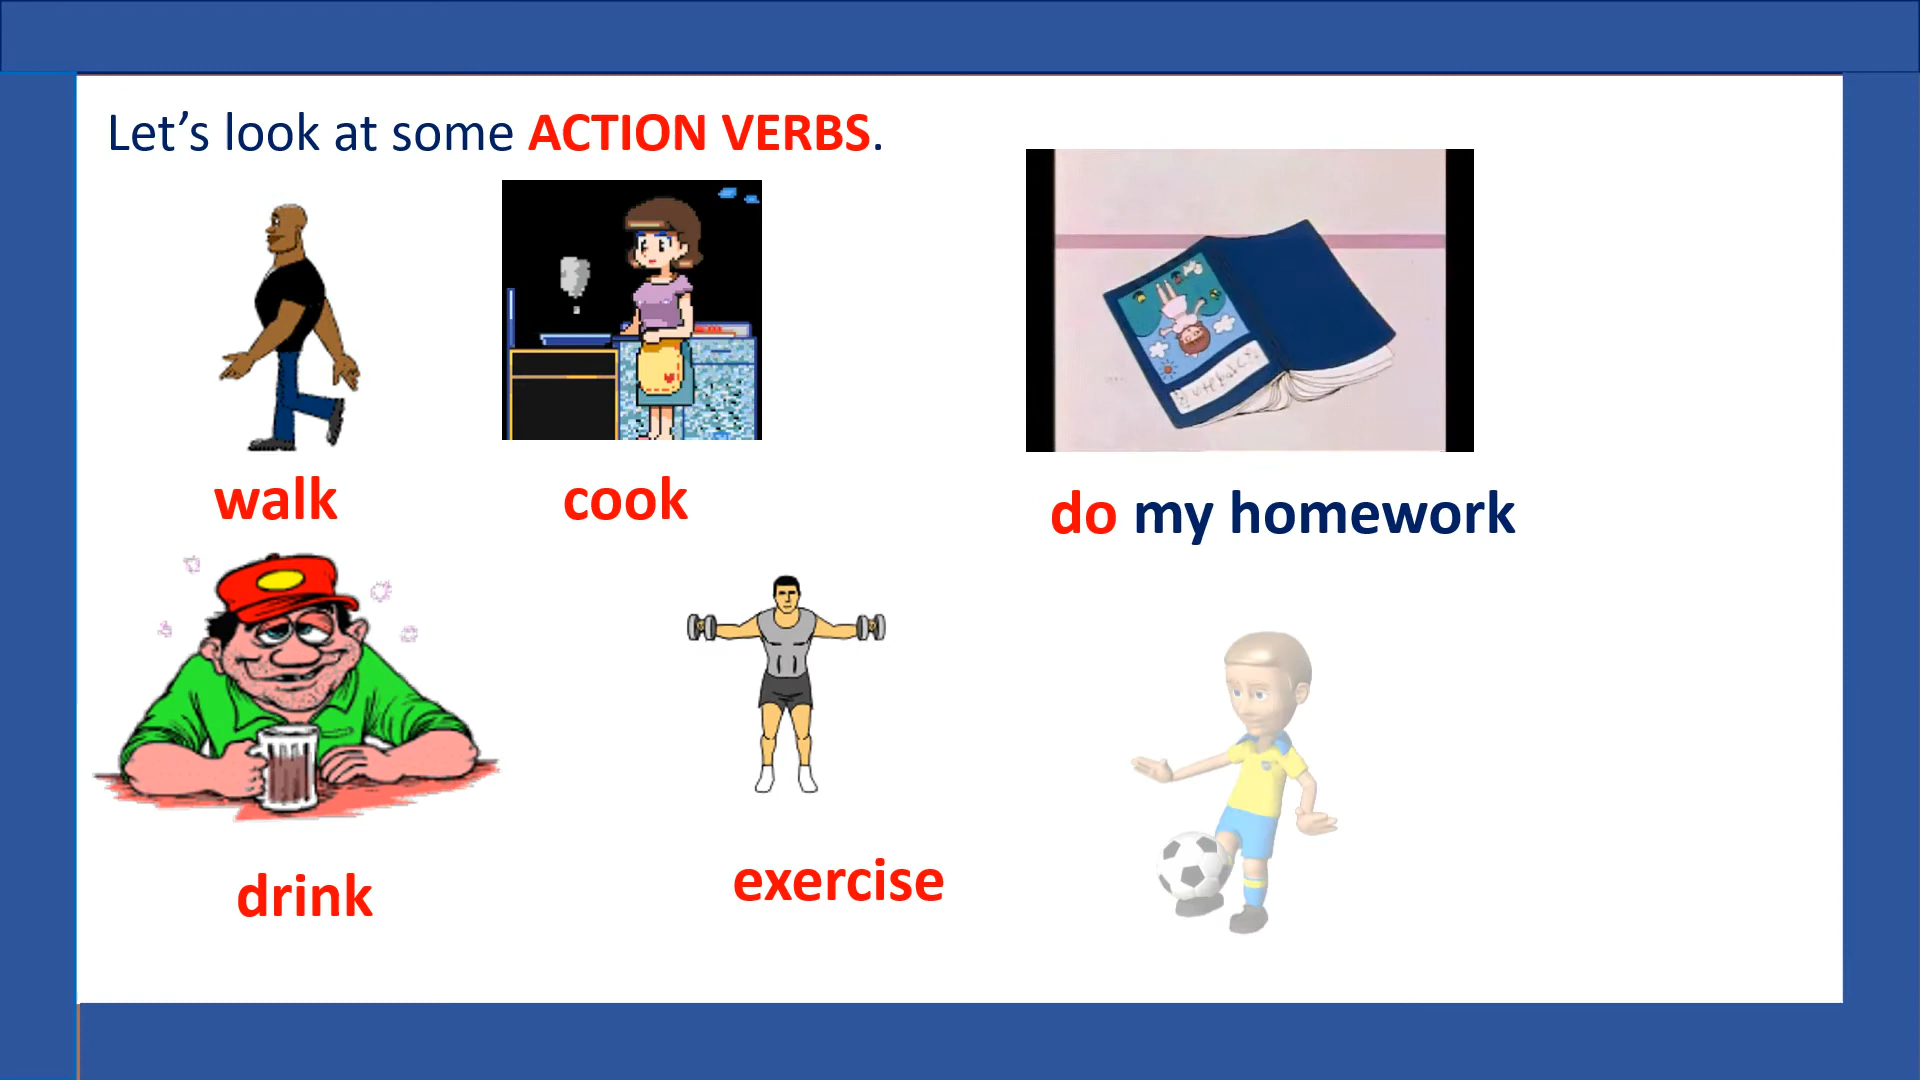 Let's look at some ACTION VERBS.
walk
cook
do my homework
drink
exercise